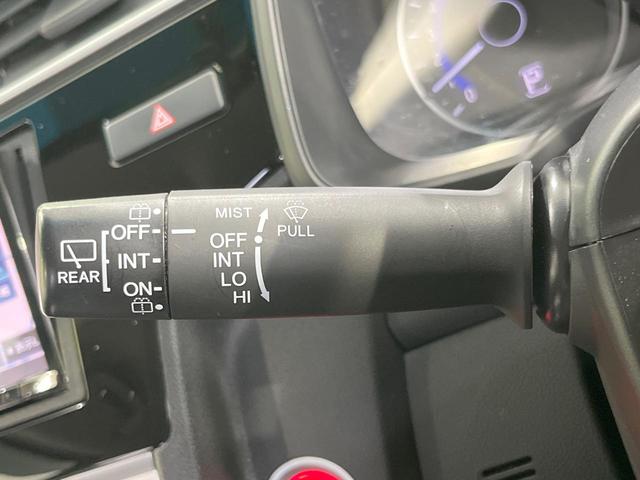 REAR
OFF
INT
ON
MIST
OFF
INT
LO
HI
PULL
P